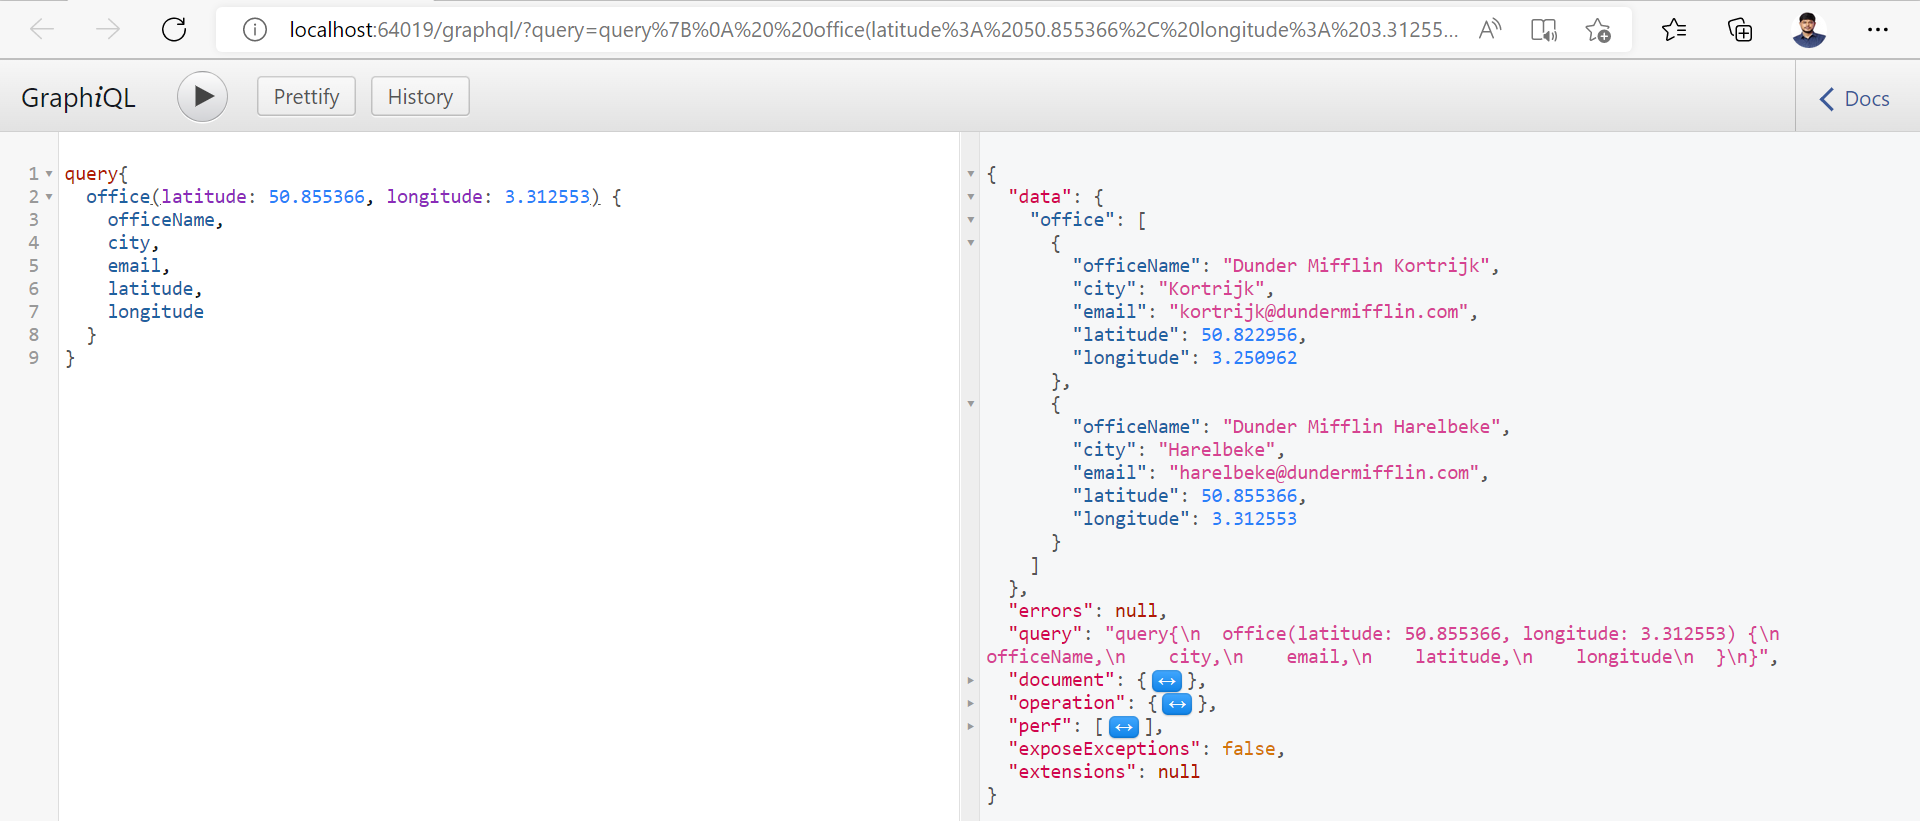 localhost:64019/graphql/?query=query%7B%0A%20%20office(latitude%3A%2050.855366%2C%20longitude%3A%203.31255...
GraphiQL Prettify History Docs
1 query{
2   office(latitude: 50.855366, longitude: 3.312553) {
3     officeName,
4     city,
5     email,
6     latitude,
7     longitude
8   }
9 }
{
  "data": {
    "office": [
      {
        "officeName": "Dunder Mifflin Kortrijk",
        "city": "Kortrijk",
        "email": "kortrijk@dundermifflin.com",
        "latitude": 50.822956,
        "longitude": 3.250962
      },
      {
        "officeName": "Dunder Mifflin Harelbeke",
        "city": "Harelbeke",
        "email": "harelbeke@dundermifflin.com",
        "latitude": 50.855366,
        "longitude": 3.312553
      }
    ]
  },
  "errors": null,
  "query": "query{\n  office(latitude: 50.855366, longitude: 3.312553) {\n
officeName,\n    city,\n    email,\n    latitude,\n    longitude\n  }\n}",
  "document": {↔},
  "operation": {↔},
  "perf": [↔],
  "exposeExceptions": false,
  "extensions": null
}